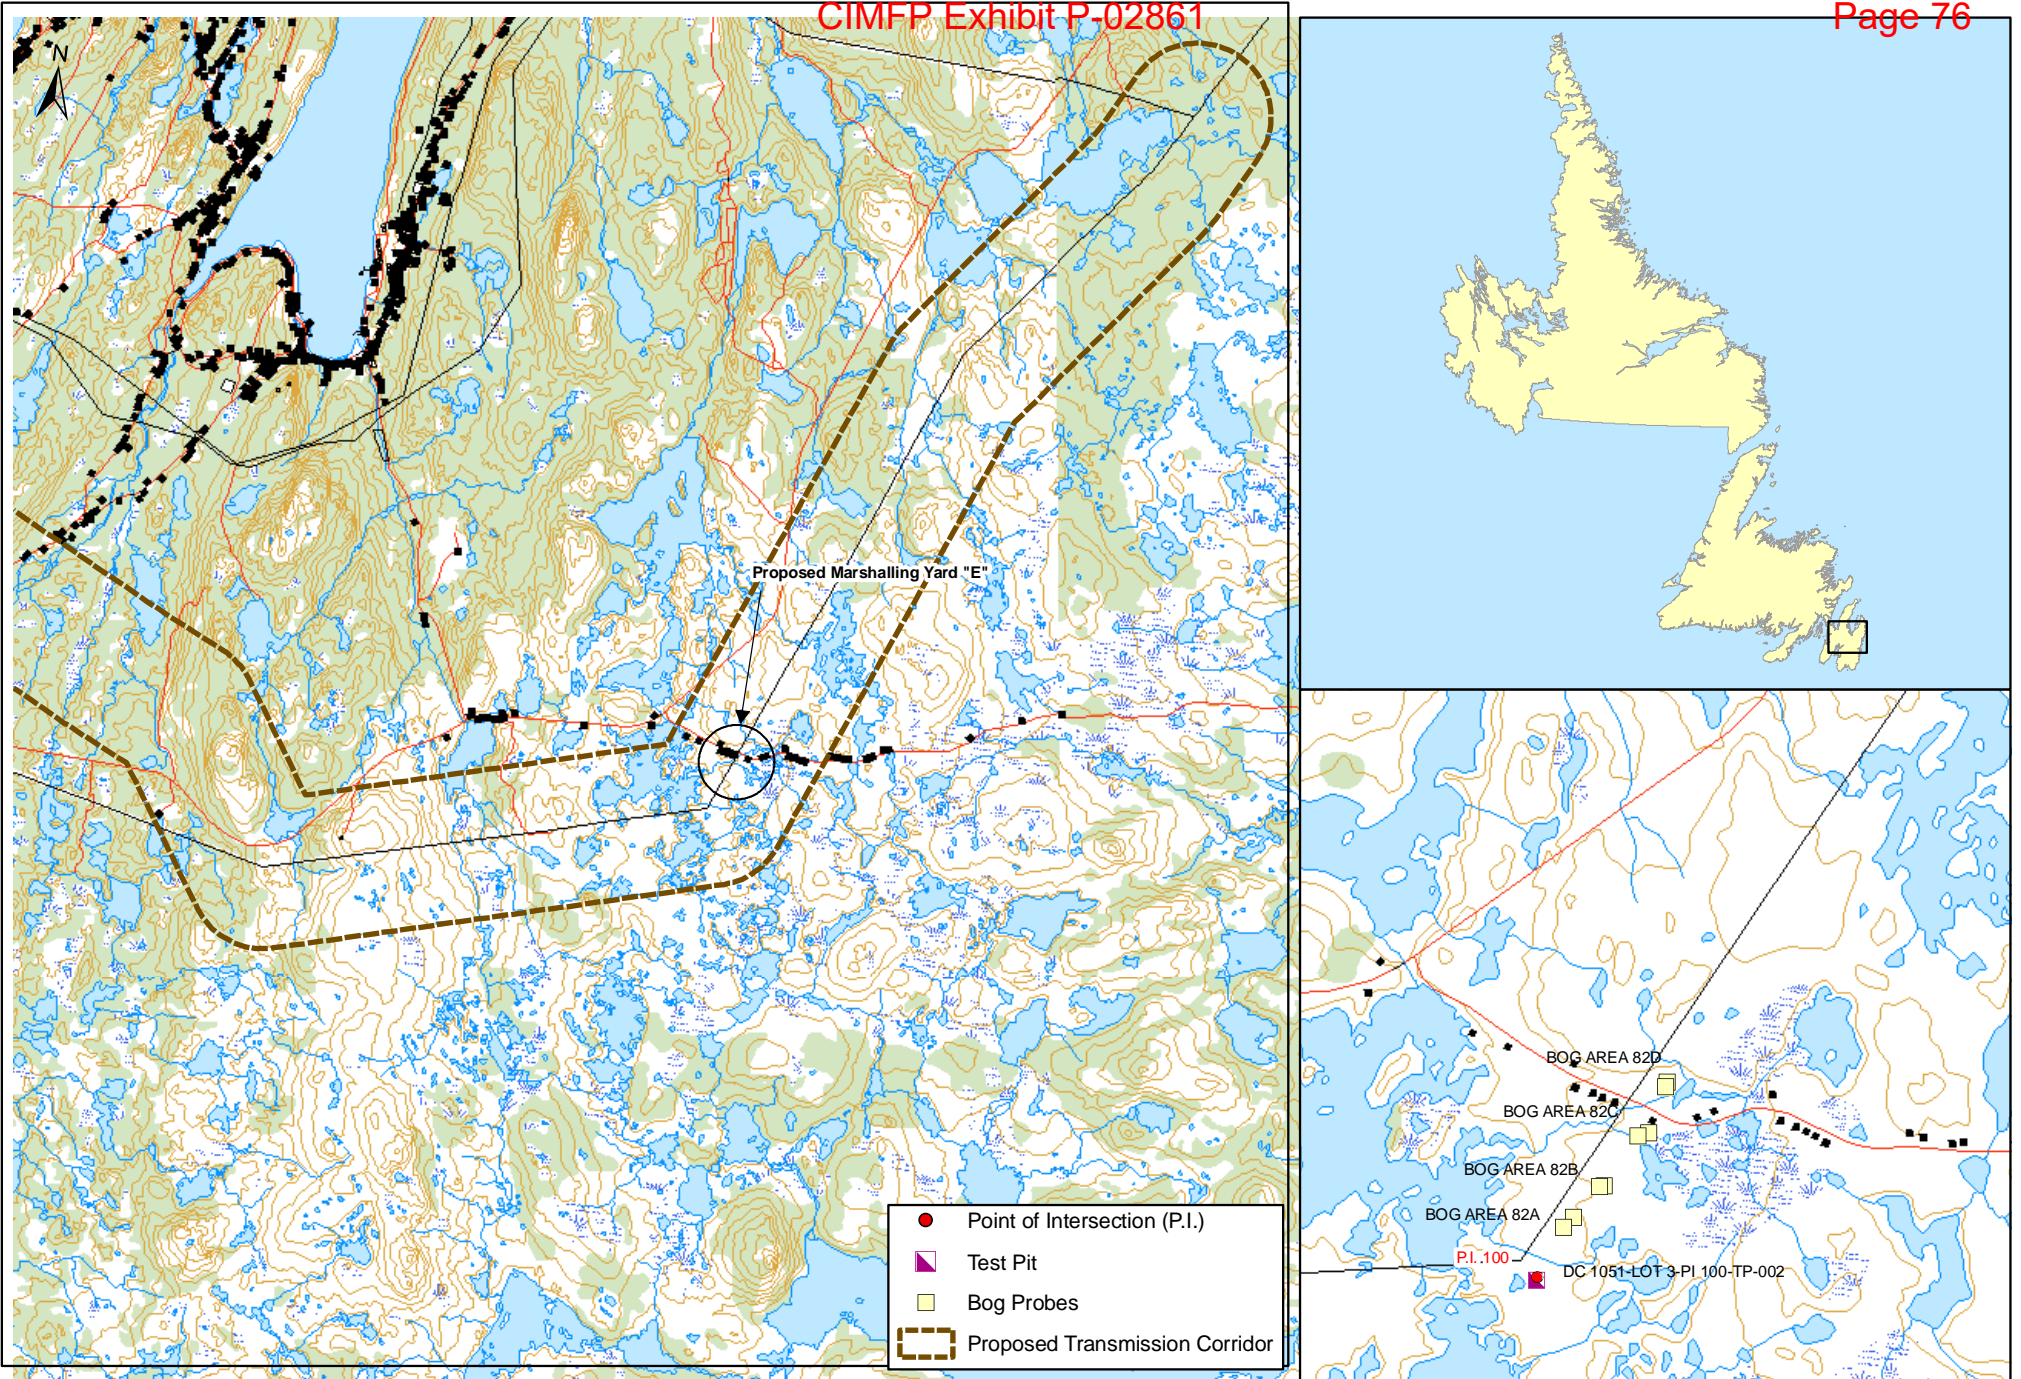 CIMFP Exhibit P-02861
Page 76
N
Proposed Marshalling Yard "E"
Point of Intersection (P.I.)
Test Pit
Bog Probes
Proposed Transmission Corridor
BOG AREA 82D
BOG AREA 82C
BOG AREA 82B
BOG AREA 82A
P.I..100
DC 1051-LOT 3-PI 100-TP-002